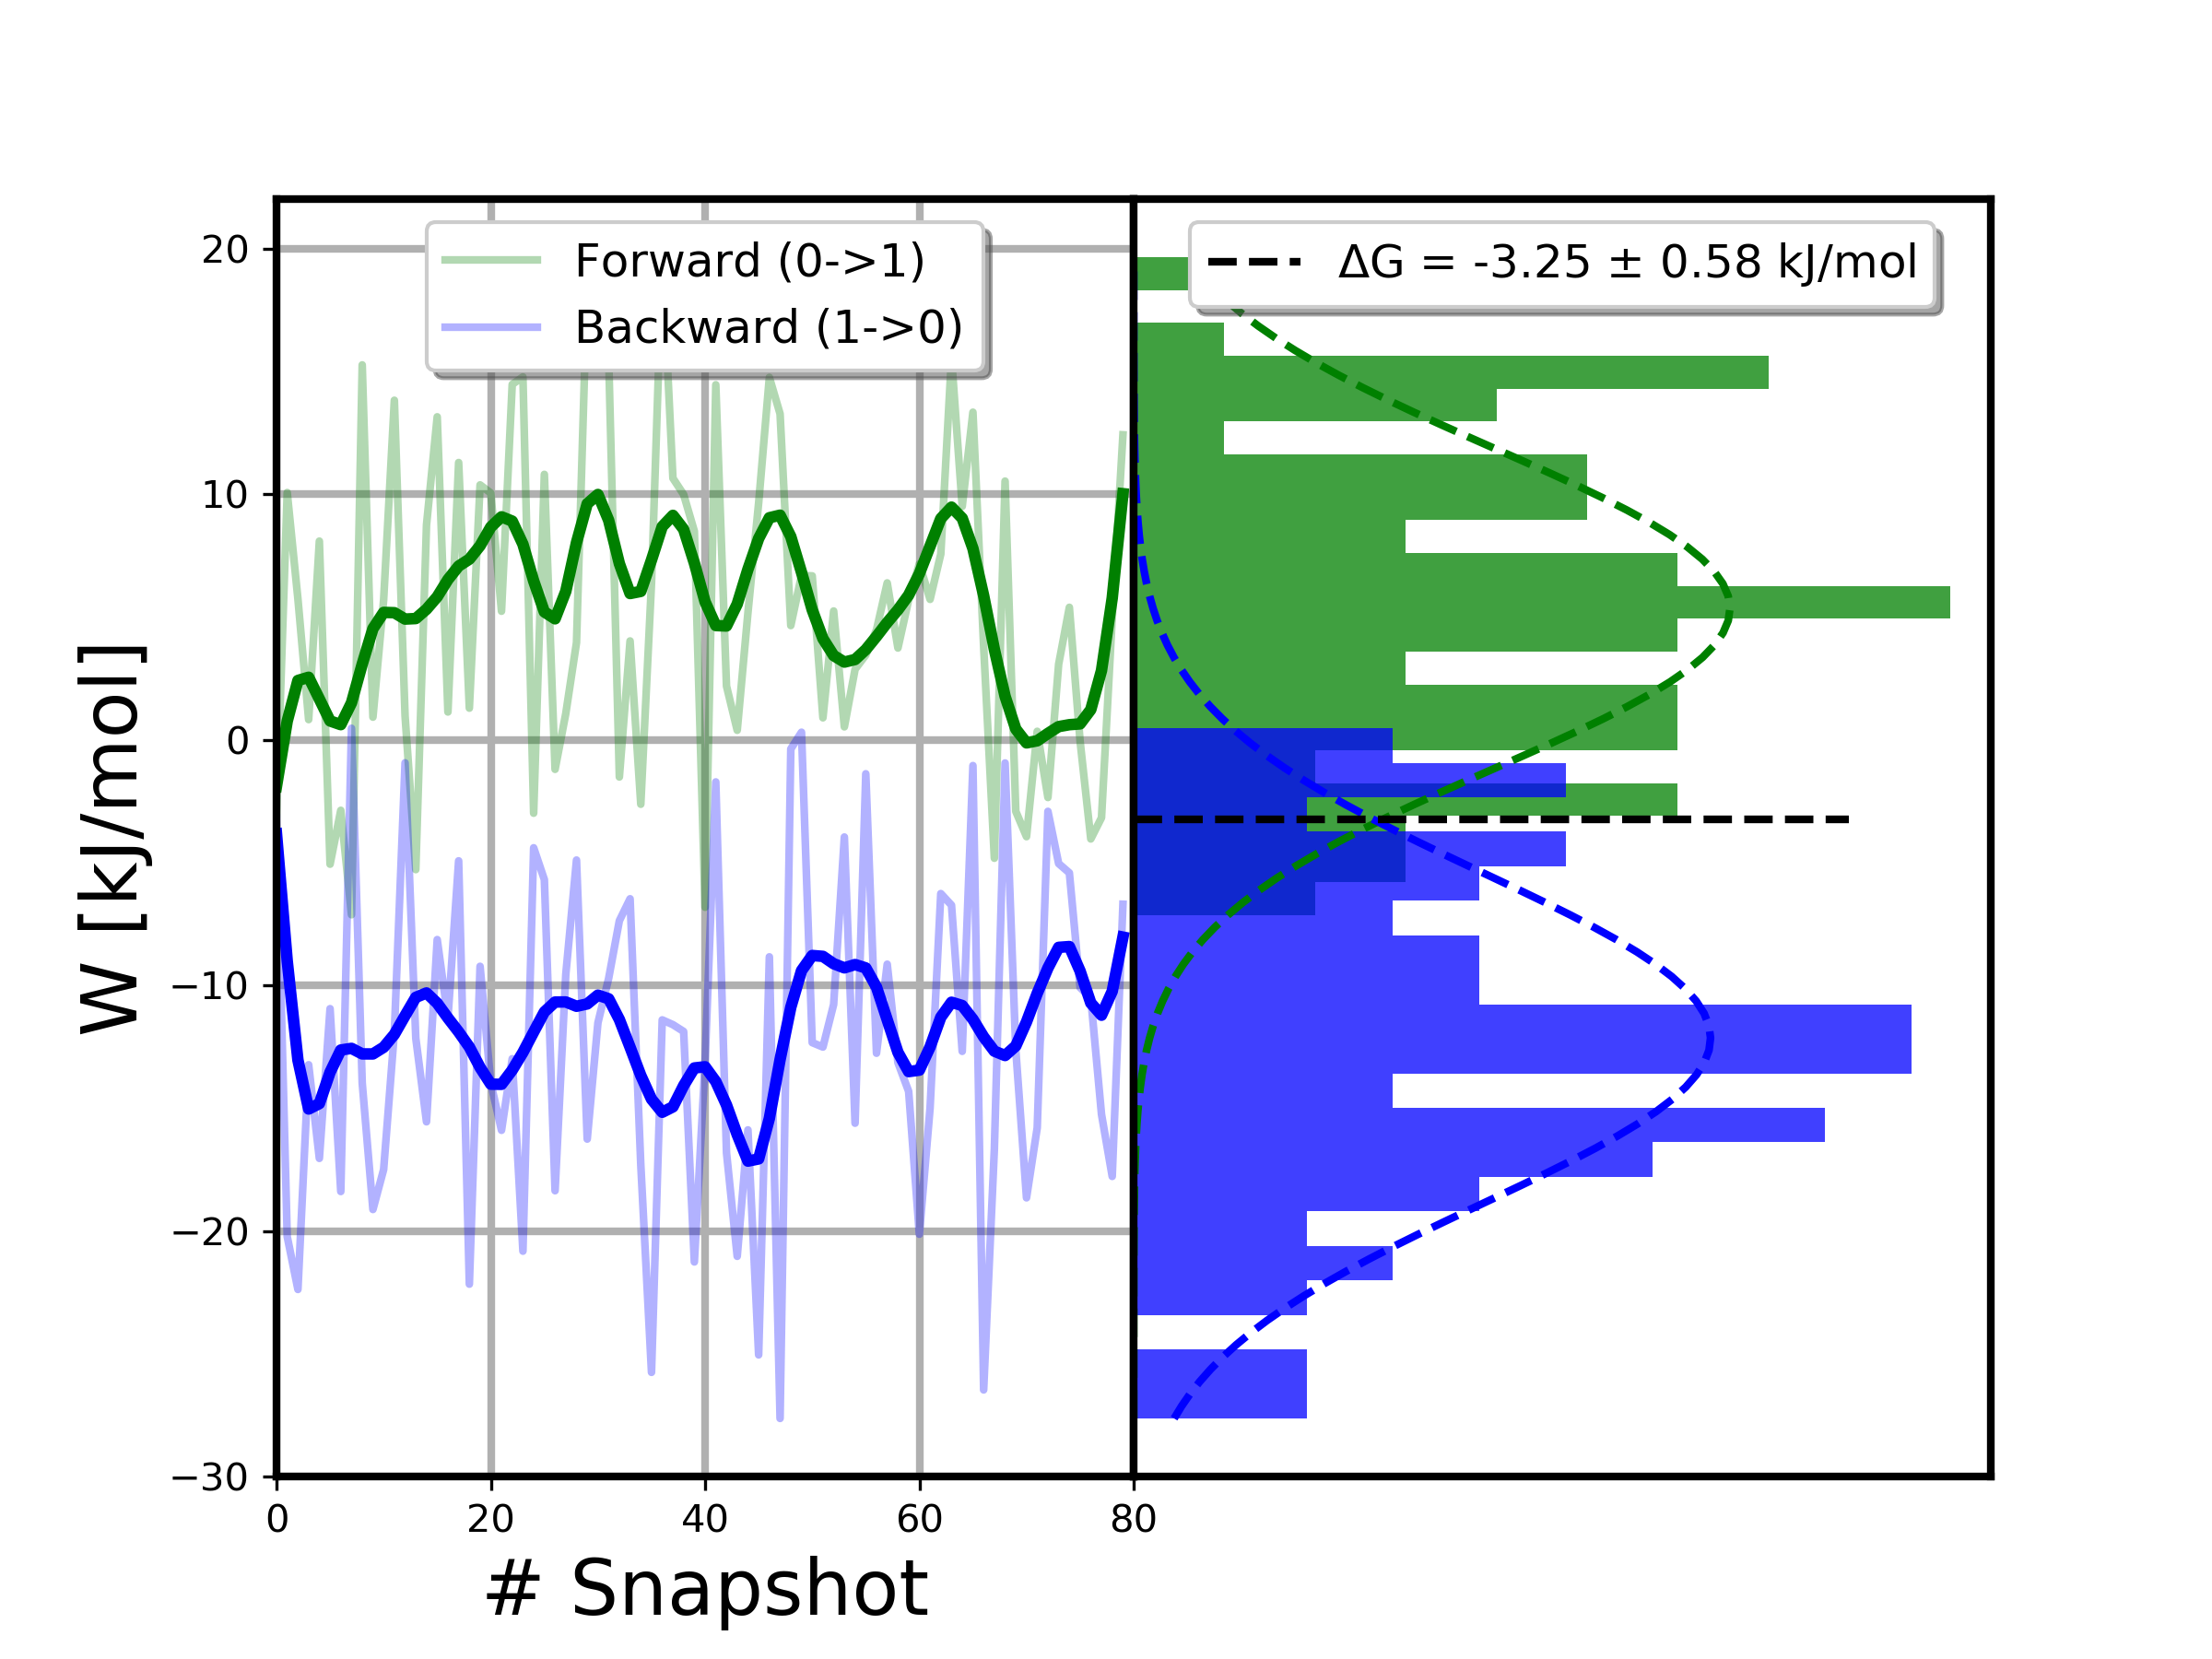 Forward (0->1)
Backward (1->0)
ΔG = -3.25 ± 0.58 kJ/mol
W [kJ/mol]
20
10
0
−10
−20
−30
0
20
40
60
80
# Snapshot